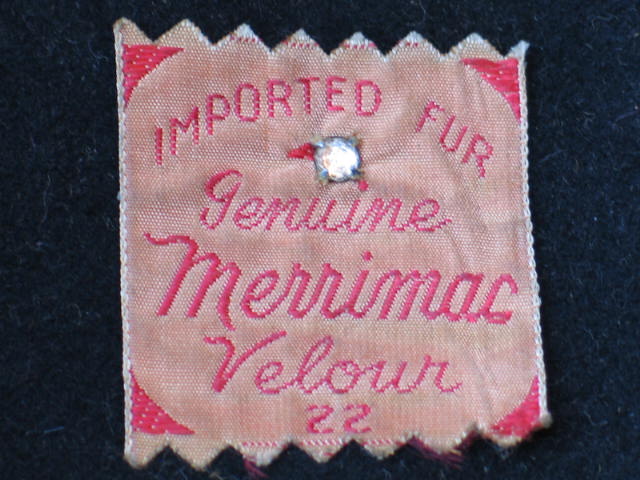 IMPORTED FUR
Genuine
Merrimac
Velour
22